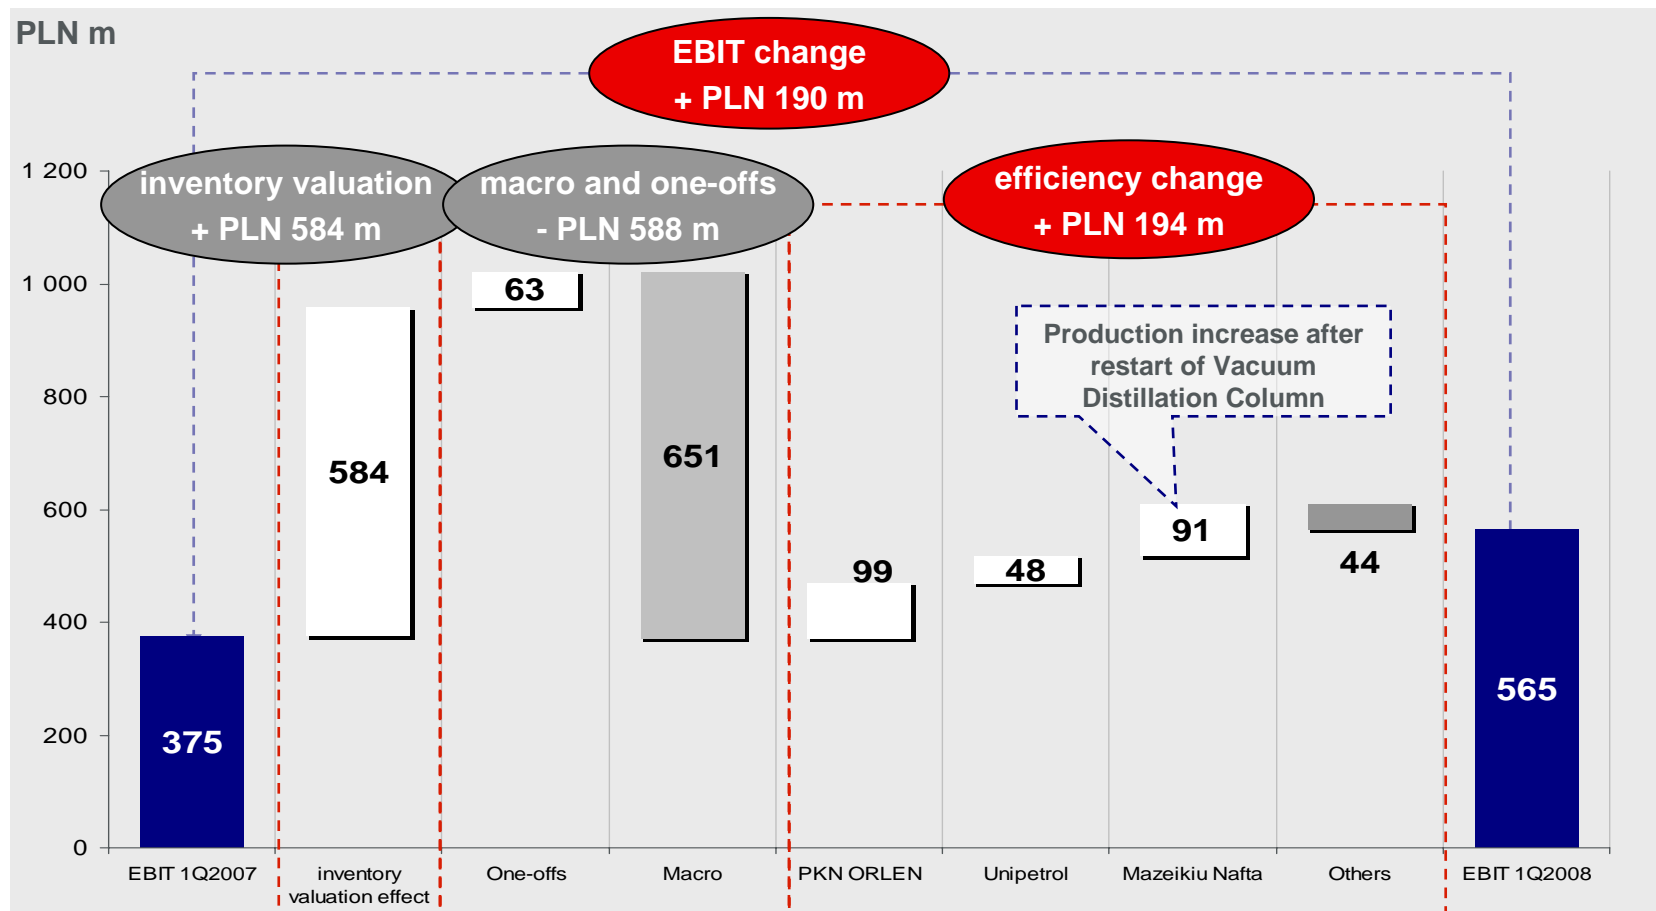 PLN m
EBIT change
+ PLN 190 m
inventory valuation
+ PLN 584 m
macro and one-offs
- PLN 588 m
efficiency change
+ PLN 194 m
1 200
1 000
800
600
400
200
0
Production increase after
restart of Vacuum
Distillation Column
375
584
63
651
99
48
91
44
565
EBIT 1Q2007
inventory
valuation effect
One-offs
Macro
PKN ORLEN
Unipetrol
Mazeikiu Nafta
Others
EBIT 1Q2008